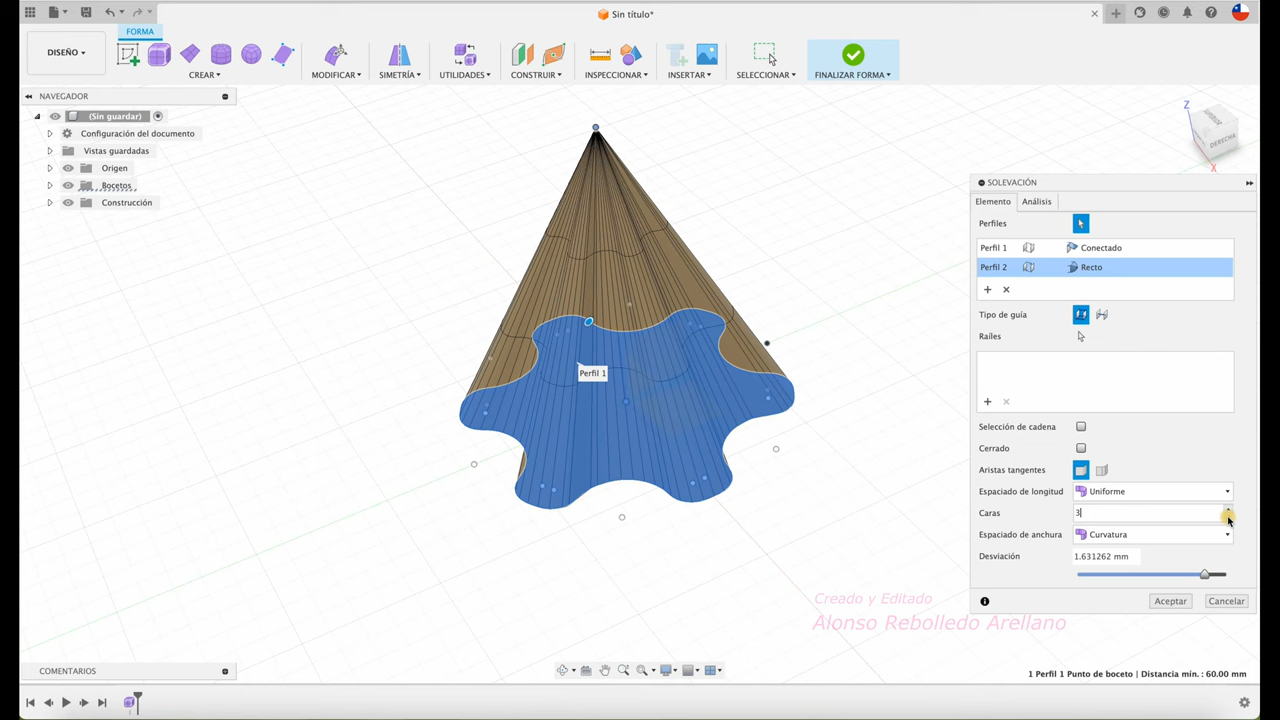 Sin título*
FORMA
DISEÑO
CREAR
MODIFICAR
SIMETRÍA
UTILIDADES
CONSTRUIR
INSPECCIONAR
INSERTAR
SELECCIONAR
FINALIZAR FORMA
NAVEGADOR
(Sin guardar)
Configuración del documento
Vistas guardadas
Origen
Bocetos
Construcción
Z
DERECHA
X
Perfil 1
SOLEVACIÓN
Elemento Análisis
Perfiles
Perfil 1 Conectado
Perfil 2 Recto
Tipo de guía
Raíles
Selección de cadena
Cerrado
Aristas tangentes
Espaciado de longitud Uniforme
Caras 3
Espaciado de anchura Curvatura
Desviación 1.631262 mm
Aceptar Cancelar
Creado y Editado
Alonso Rebolledo Arellano
COMENTARIOS
1 Perfil 1 Punto de boceto | Distancia mín. : 60.00 mm